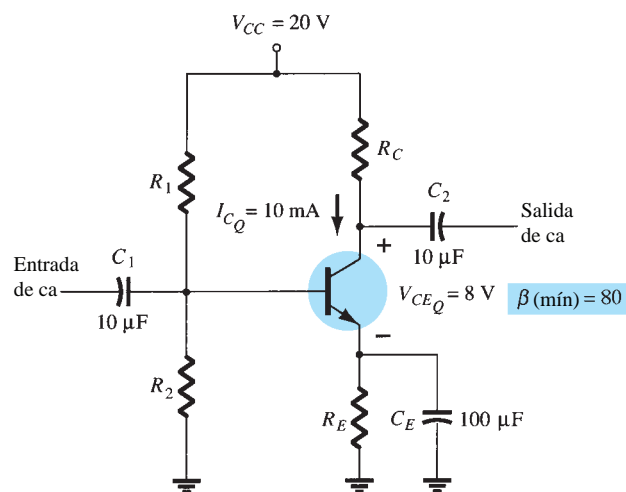 V_CC = 20 V
R_C
R_1
I_CQ = 10 mA
C_2
Salida
de ca
10 μF
Entrada
de ca
C_1
10 μF
V_CEQ = 8 V
β(mín) = 80
+
−
R_2
R_E
C_E
100 μF